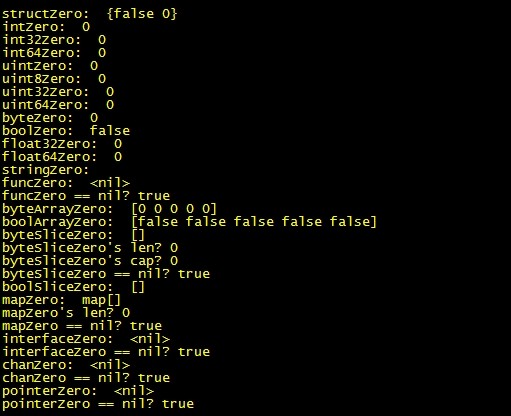 structZero:  {false 0}
intZero:  0
int32Zero:  0
int64Zero:  0
uintZero:  0
uint8Zero:  0
uint32Zero:  0
uint64Zero:  0
byteZero:  0
boolZero:  false
float32Zero:  0
float64Zero:  0
stringZero:
funcZero:  <nil>
funcZero == nil? true
byteArrayZero:  [0 0 0 0 0]
boolArrayZero:  [false false false false false]
byteSliceZero:  []
byteSliceZero's len? 0
byteSliceZero's cap? 0
byteSliceZero == nil? true
boolSliceZero:  []
mapZero:  map[]
mapZero's len? 0
mapZero == nil? true
interfaceZero:  <nil>
interfaceZero == nil? true
chanZero:  <nil>
chanZero == nil? true
pointerZero:  <nil>
pointerZero == nil? true